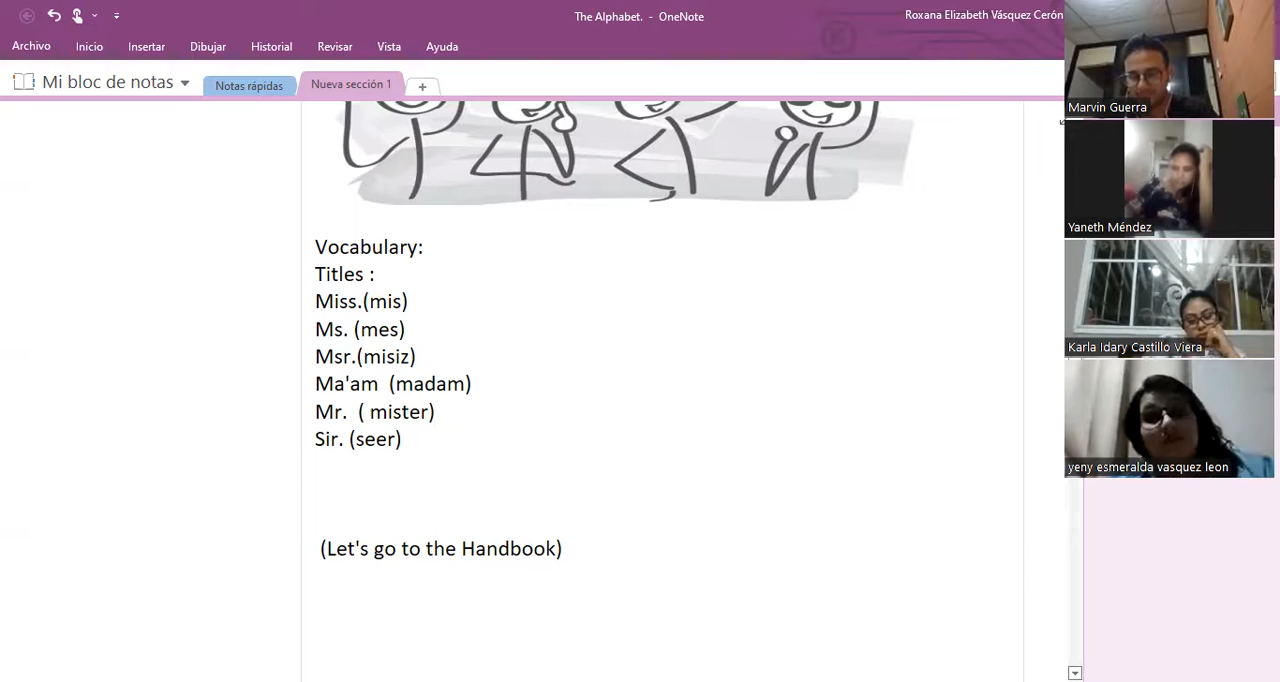 The Alphabet. - OneNote
Roxana Elizabeth Vásquez Cerón
Archivo Inicio Insertar Dibujar Historial Revisar Vista Ayuda
Mi bloc de notas Notas rápidas Nueva sección 1
Vocabulary:
Titles :
Miss.(mis)
Ms. (mes)
Msr.(misiz)
Ma'am (madam)
Mr. ( mister)
Sir. (seer)
(Let's go to the Handbook)
Marvin Guerra
Yaneth Méndez
Karla Idary Castillo Viera
yeny esmeralda vasquez leon